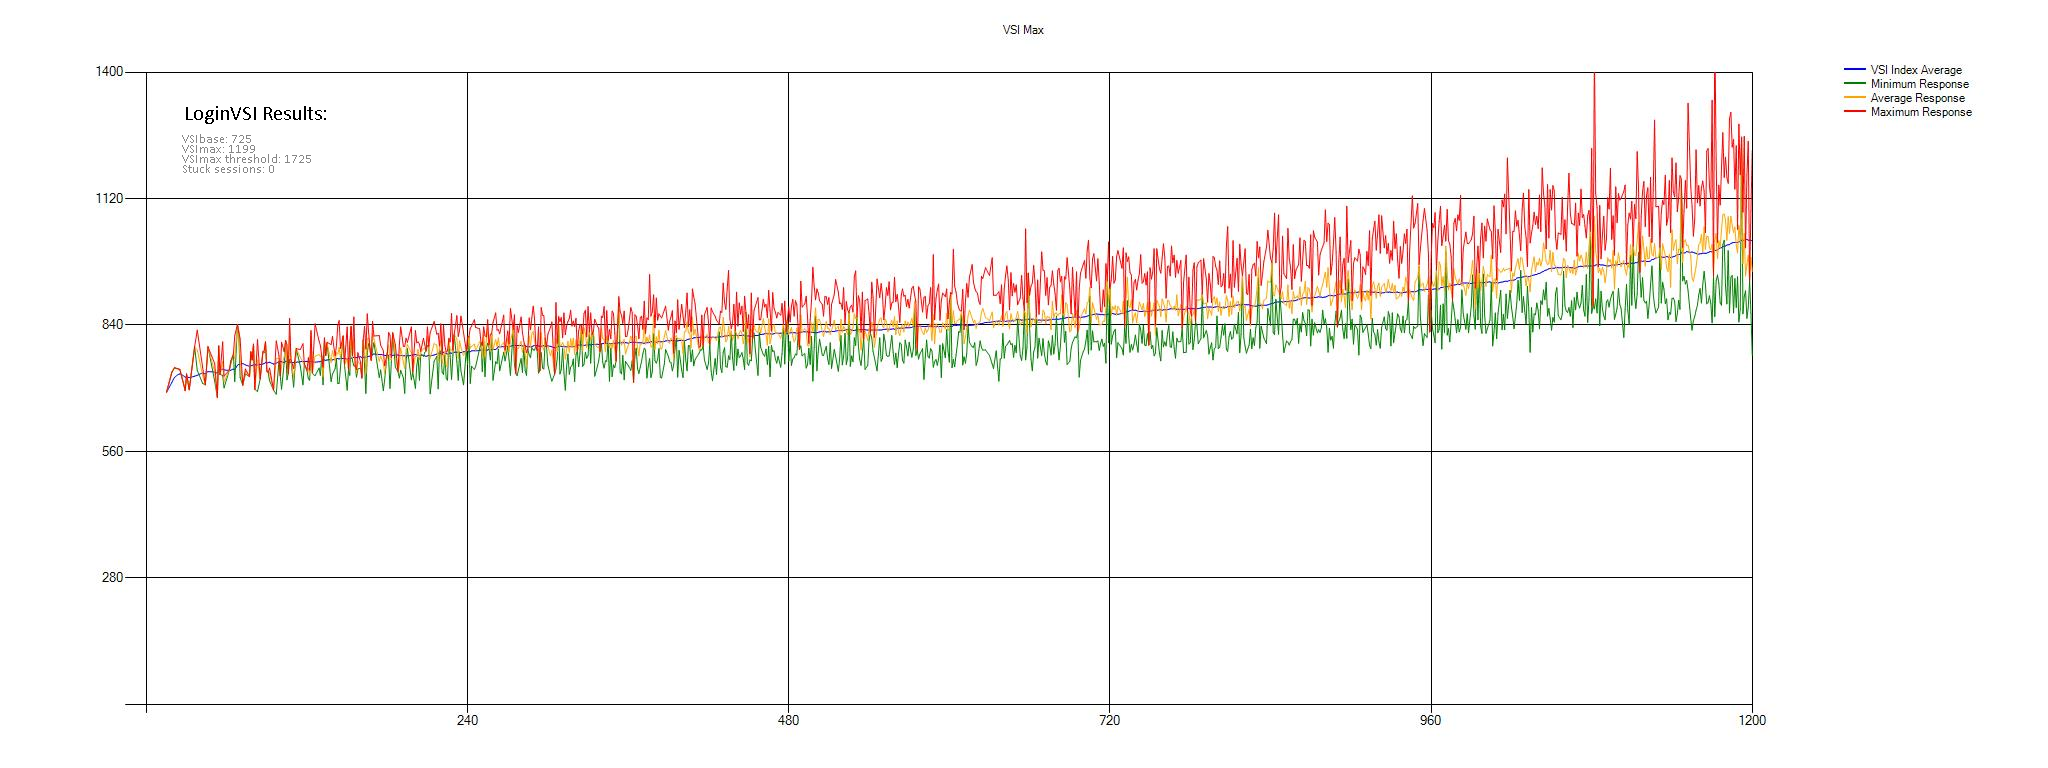 VSI Max
1400
1120
840
560
280
LoginVSI Results:
VSIbase: 725
VSImax: 1199
VSImax threshold: 1725
Stuck sessions: 0
VSI Index Average
Minimum Response
Average Response
Maximum Response
240
480
720
960
1200